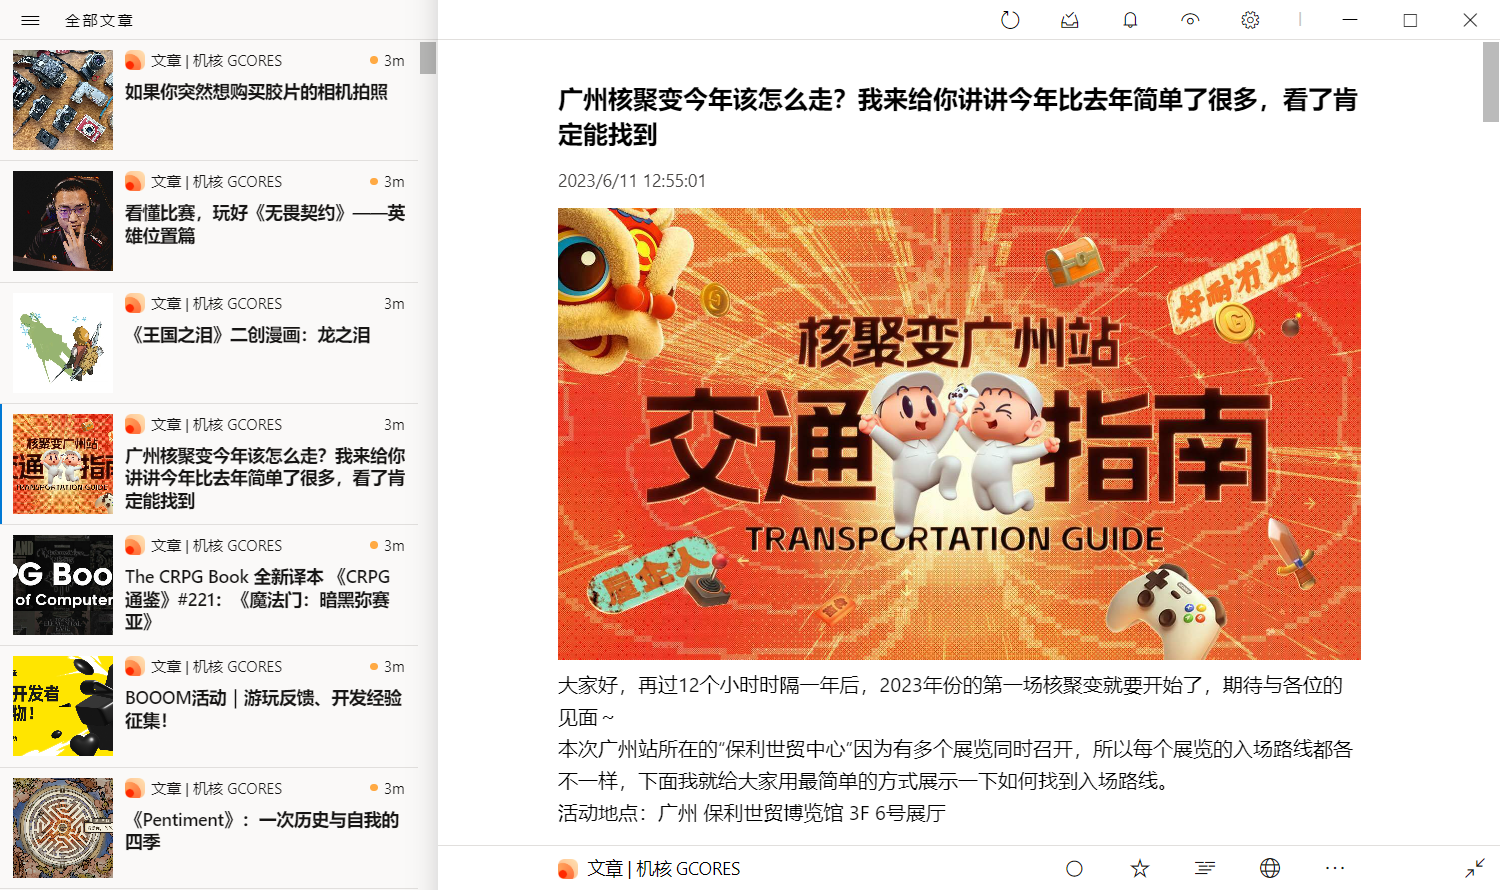 全部文章
文章 | 机核 GCORES
3m
如果你突然想购买胶片的相机拍照
文章 | 机核 GCORES
3m
看懂比赛，玩好《无畏契约》——英
雄位置篇
文章 | 机核 GCORES
3m
《王国之泪》二创漫画：龙之泪
核聚变广州站
交通指南
TRANSPORTATION GUIDE
文章 | 机核 GCORES
3m
广州核聚变今年该怎么走？我来给你
讲讲今年比去年简单了很多，看了肯
定能找到
PG Boo
of Computer
文章 | 机核 GCORES
3m
The CRPG Book 全新译本 《CRPG
通鉴》#221：《魔法门：暗黑弥赛
亚》
开发者
物！
文章 | 机核 GCORES
3m
BOOOM活动｜游玩反馈、开发经验
征集！
文章 | 机核 GCORES
3m
《Pentiment》：一次历史与自我的
四季
广州核聚变今年该怎么走？我来给你讲讲今年比去年简单了很多，看了肯
定能找到
2023/6/11 12:55:01
好耐冇见
核聚变广州站
交通指南
TRANSPORTATION GUIDE
大家好，再过12个小时时隔一年后，2023年份的第一场核聚变就要开始了，期待与各位的
见面～
本次广州站所在的“保利世贸中心”因为有多个展览同时召开，所以每个展览的入场路线都各
不一样，下面我就给大家用最简单的方式展示一下如何找到入场路线。
活动地点：广州 保利世贸博览馆 3F 6号展厅
文章 | 机核 GCORES